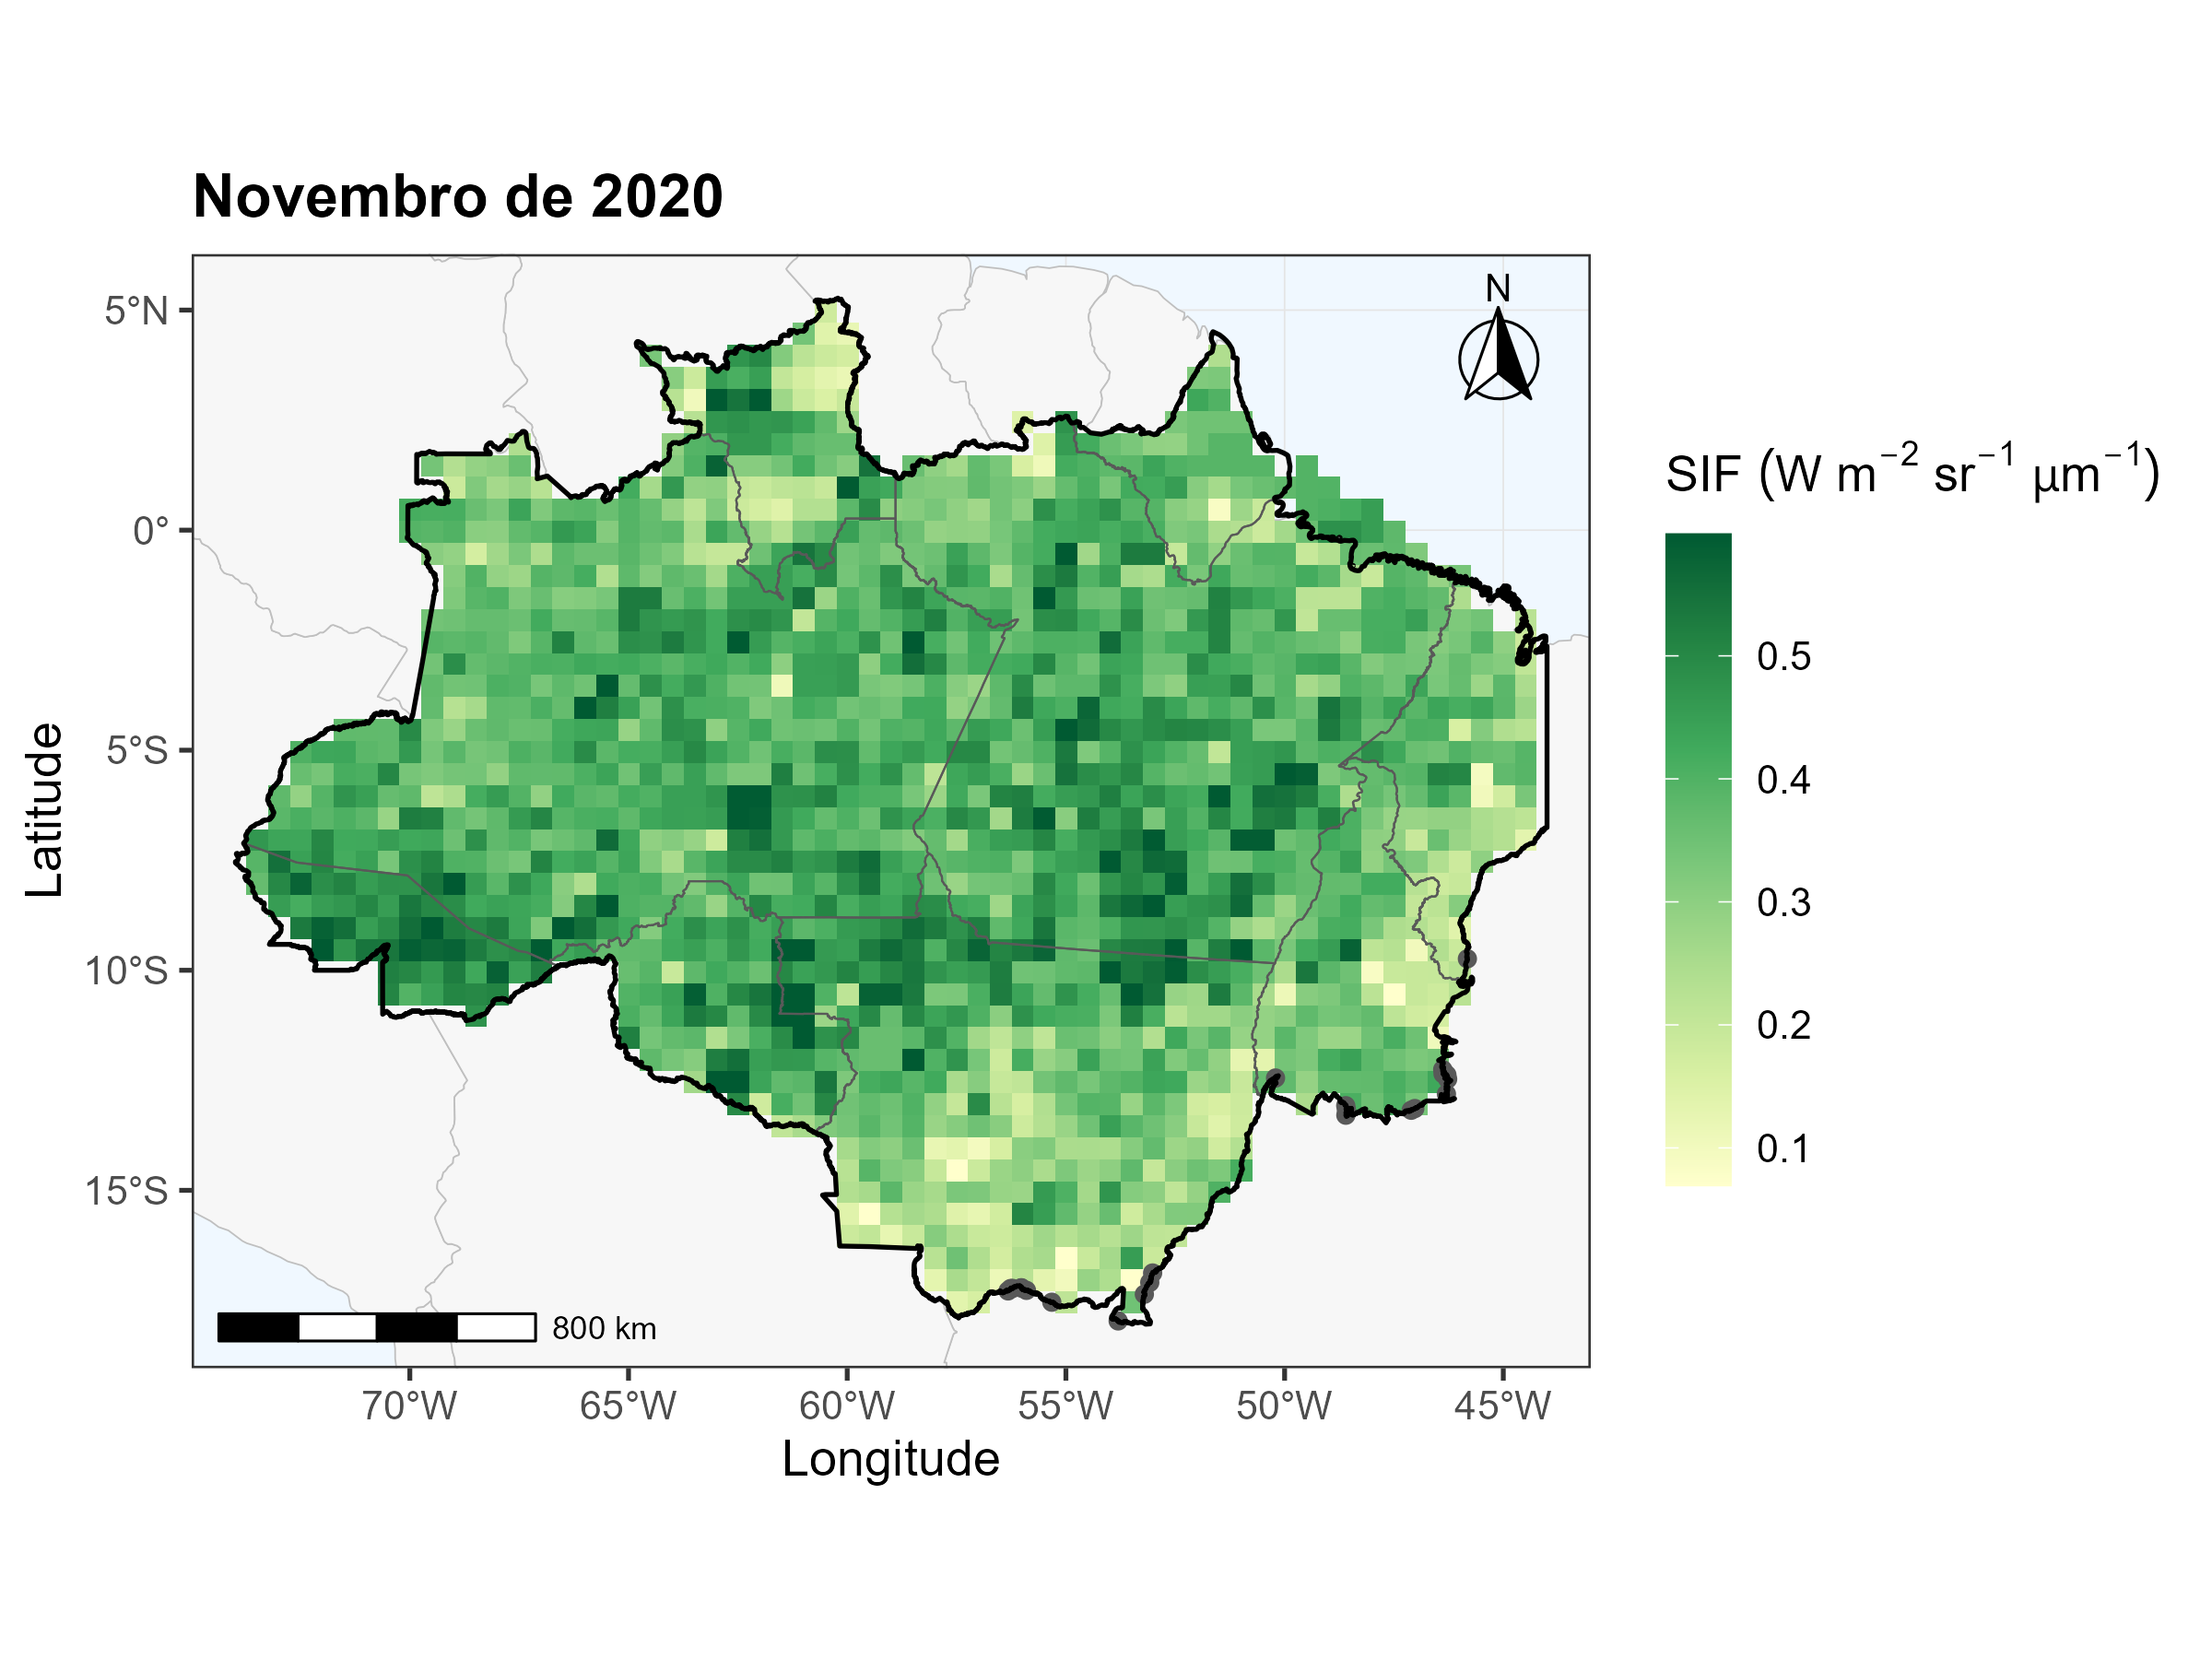 Novembro de 2020
N
5°N
0°
5°S
10°S
15°S
Latitude
800 km
70°W 65°W 60°W 55°W 50°W 45°W
Longitude
SIF (W m⁻² sr⁻¹ μm⁻¹)
0.5
0.4
0.3
0.2
0.1